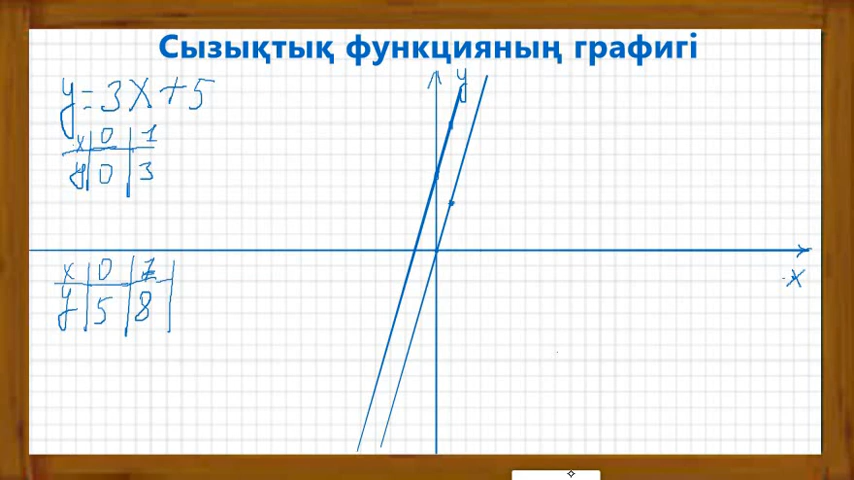 Сызықтық функцияның графигі
y = 3x + 5
x 0 1
y 0 3
y
x
x 0 1
y 5 8